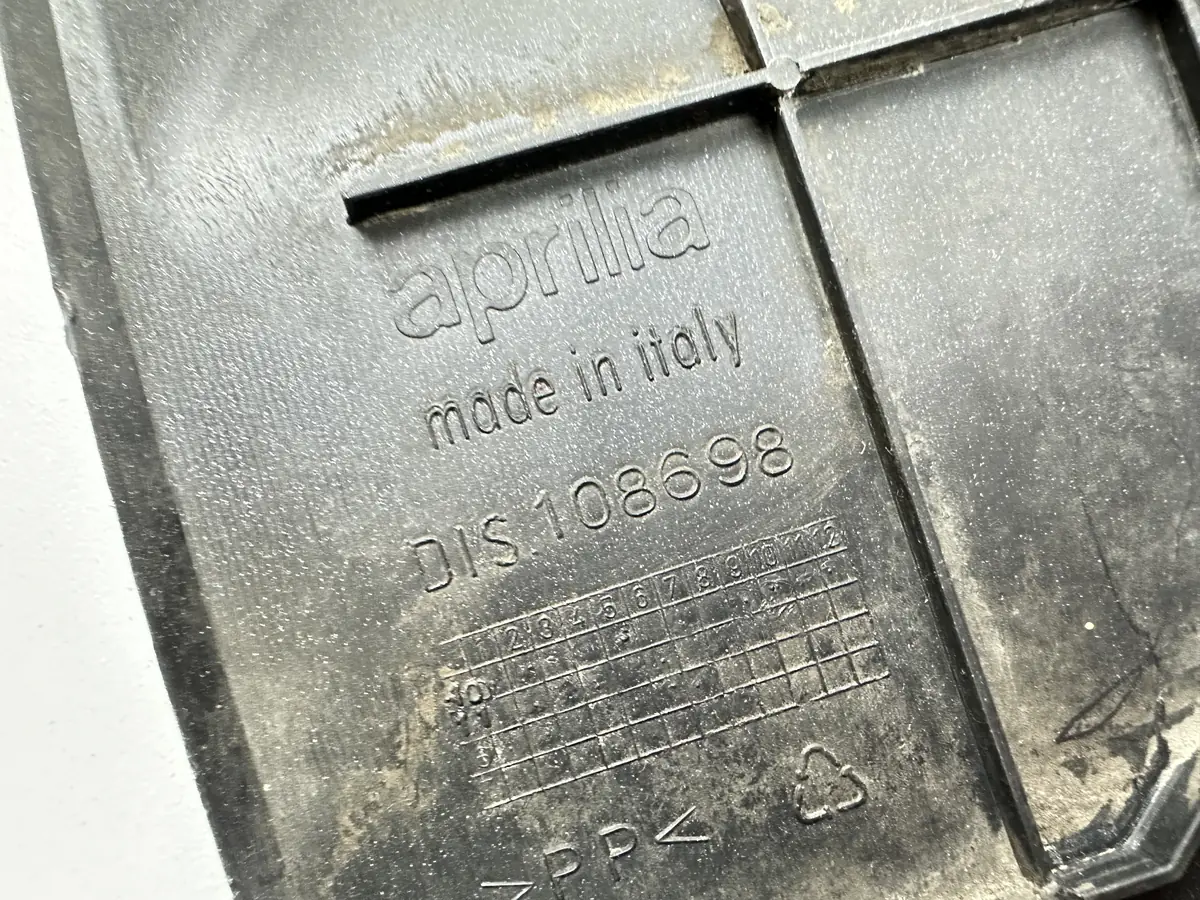 aprilia
made in italy
DIS.108698
1 2 3 4 5 6 7 8 9 10 11 12
>PP<